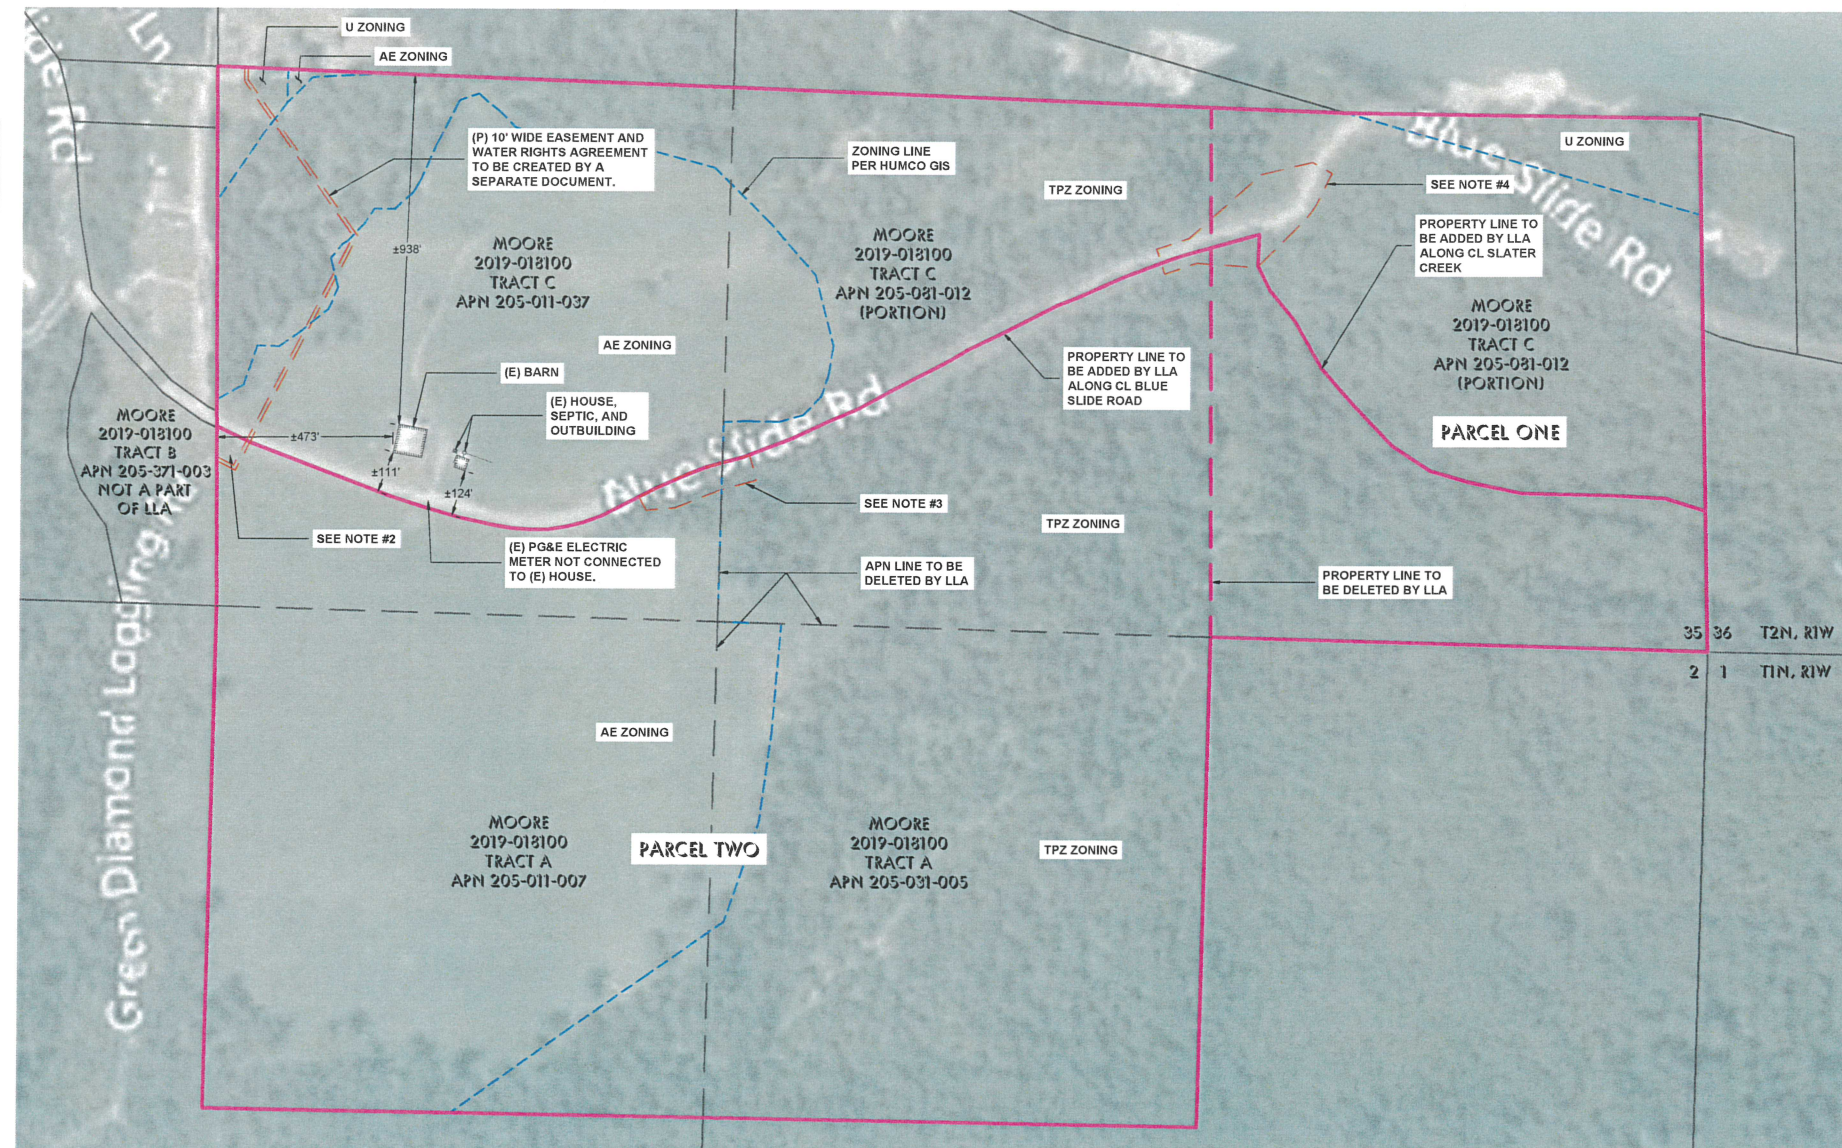 U ZONING
AE ZONING
Ln
ide Rd
(P) 10' WIDE EASEMENT AND
WATER RIGHTS AGREEMENT
TO BE CREATED BY A
SEPARATE DOCUMENT.
ZONING LINE
PER HUMCO GIS
TPZ ZONING
U ZONING
Blue Slide Rd
SEE NOTE #4
PROPERTY LINE TO
BE ADDED BY LLA
ALONG CL SLATER
CREEK
±938'
MOORE
2019-018100
TRACT C
APN 205-011-037
MOORE
2019-018100
TRACT C
APN 205-081-012
(PORTION)
MOORE
2019-018100
TRACT C
APN 205-081-012
(PORTION)
AE ZONING
PROPERTY LINE TO
BE ADDED BY LLA
ALONG CL BLUE
SLIDE ROAD
(E) BARN
(E) HOUSE,
SEPTIC, AND
OUTBUILDING
MOORE
2019-018100
TRACT B
APN 205-371-003
NOT A PART
OF LLA
±473'
±111'
±124'
PARCEL ONE
Blue Slide Rd
SEE NOTE #2
SEE NOTE #3
TPZ ZONING
(E) PG&E ELECTRIC
METER NOT CONNECTED
TO (E) HOUSE.
APN LINE TO BE
DELETED BY LLA
PROPERTY LINE TO
BE DELETED BY LLA
35 36 T2N, R1W
2 1 T1N, R1W
Green Diamond Logging Rd
AE ZONING
MOORE
2019-018100
TRACT A
APN 205-011-007
PARCEL TWO
MOORE
2019-018100
TRACT A
APN 205-031-005
TPZ ZONING